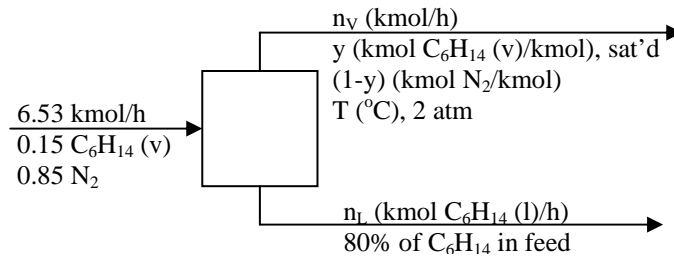 n_V (kmol/h)
y (kmol C₆H₁₄ (v)/kmol), sat’d
(1-y) (kmol N₂/kmol)
T (°C), 2 atm
6.53 kmol/h
0.15 C₆H₁₄ (v)
0.85 N₂
n_L (kmol C₆H₁₄ (l)/h)
80% of C₆H₁₄ in feed